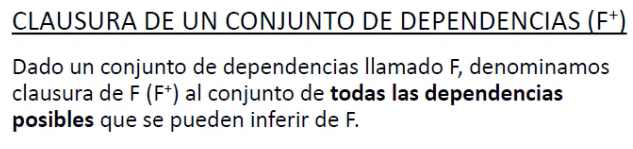 CLAUSURA DE UN CONJUNTO DE DEPENDENCIAS (F⁺)
Dado un conjunto de dependencias llamado F, denominamos
clausura de F (F⁺) al conjunto de todas las dependencias
posibles que se pueden inferir de F.